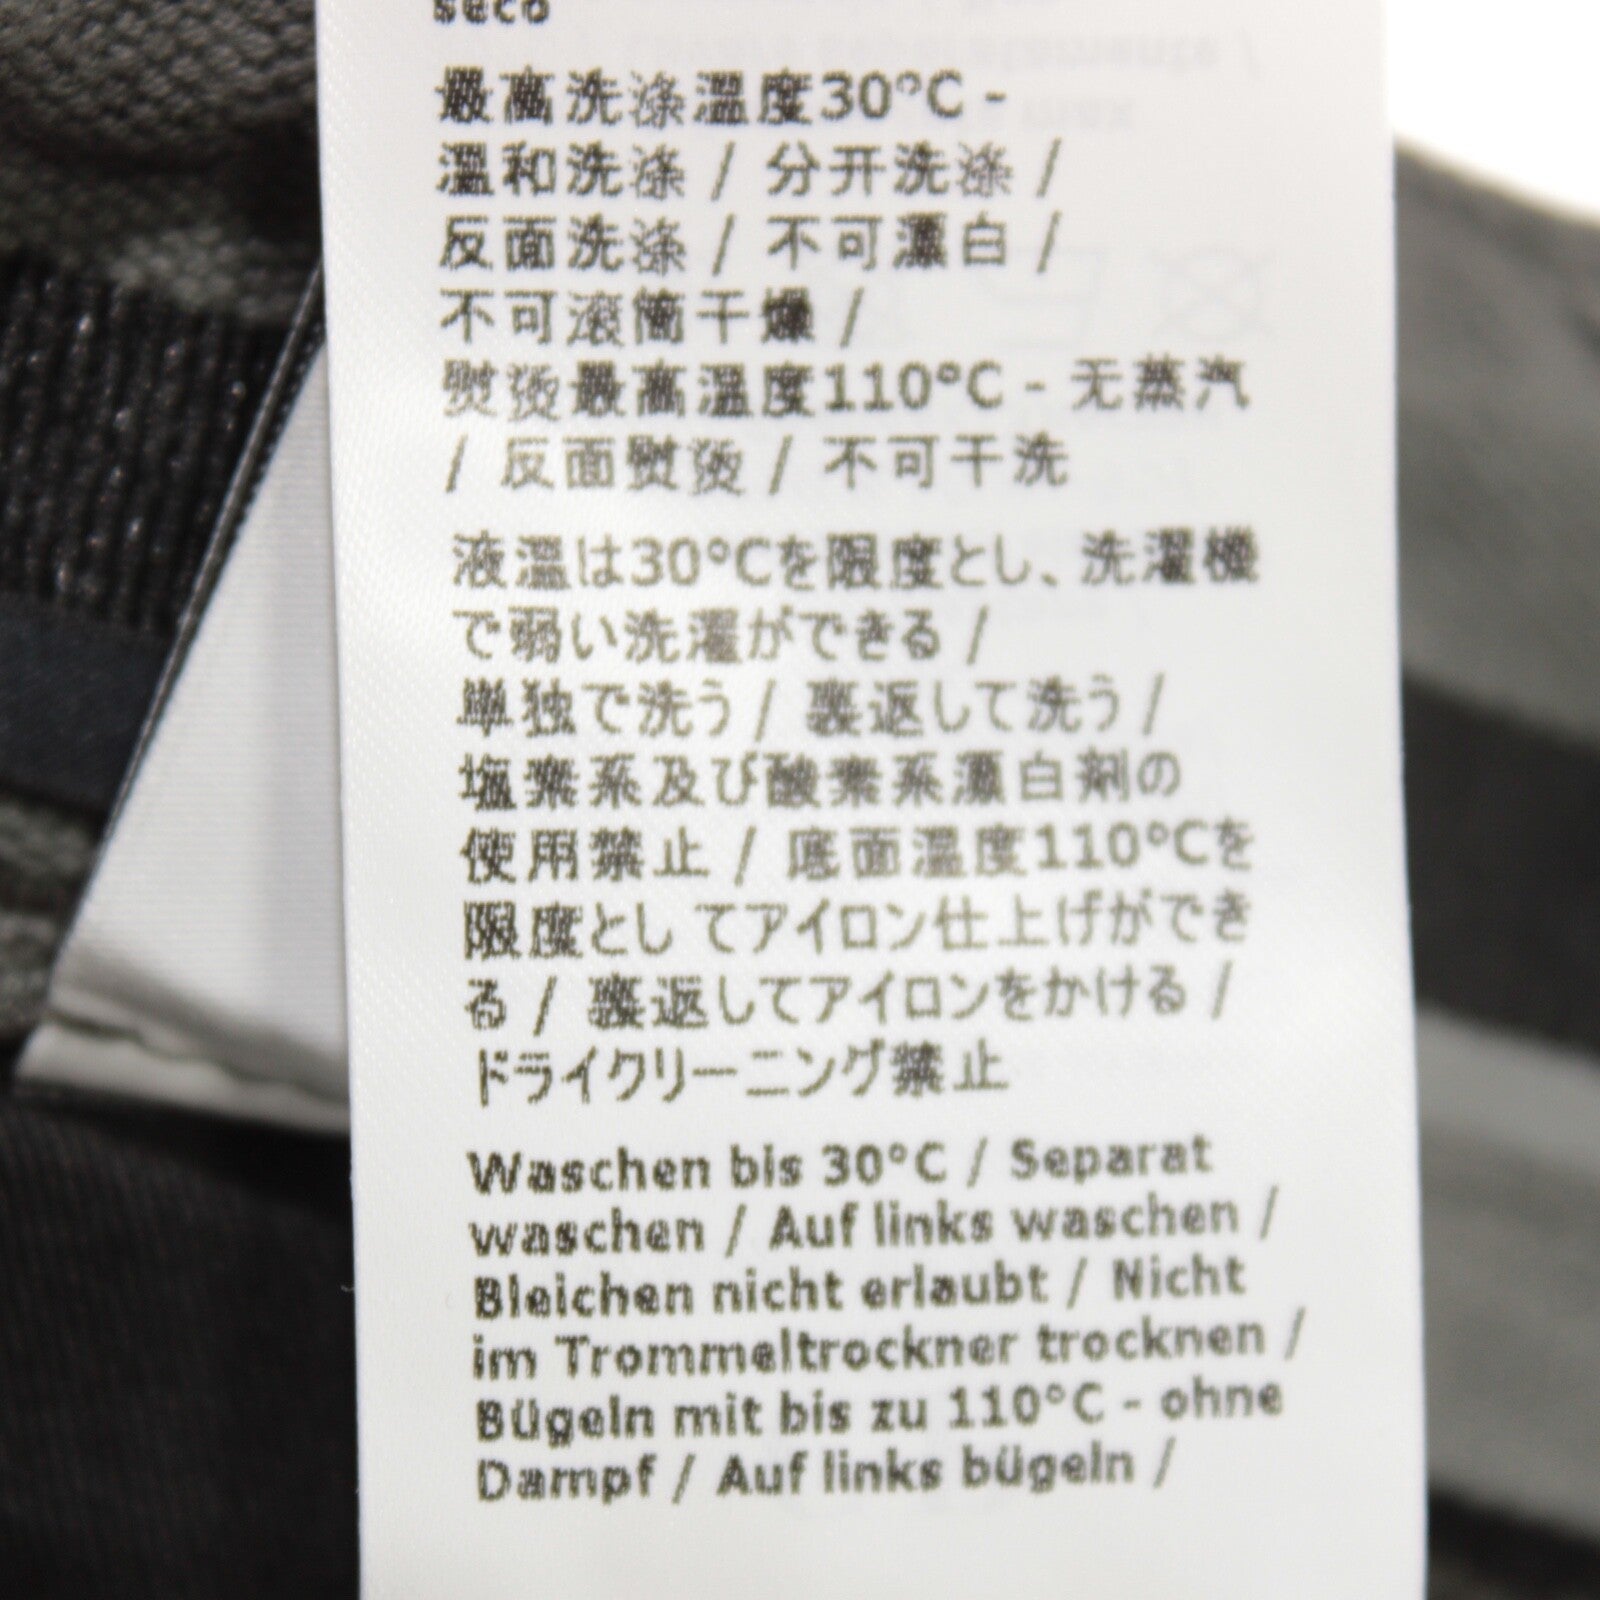 seco
最高洗涤温度30°C -
温和洗涤 / 分开洗涤 /
反面洗涤 / 不可漂白 /
不可滚筒干燥 /
熨烫最高温度110°C - 无蒸汽
/ 反面熨烫 / 不可干洗
液温は30°Cを限度とし、洗濯機
で弱い洗濯ができる /
単独で洗う / 裏返して洗う /
塩素系及び酸素系漂白剤の
使用禁止 / 底面温度110°Cを
限度とし てアイロン仕上げができ
る / 裏返してアイロンをかける /
ドライクリーニング禁止
Waschen bis 30°C / Separat
waschen / Auf links waschen /
Bleichen nicht erlaubt / Nicht
im Trommeltrockner trocknen /
Bügeln mit bis zu 110°C - ohne
Dampf / Auf links bügeln /